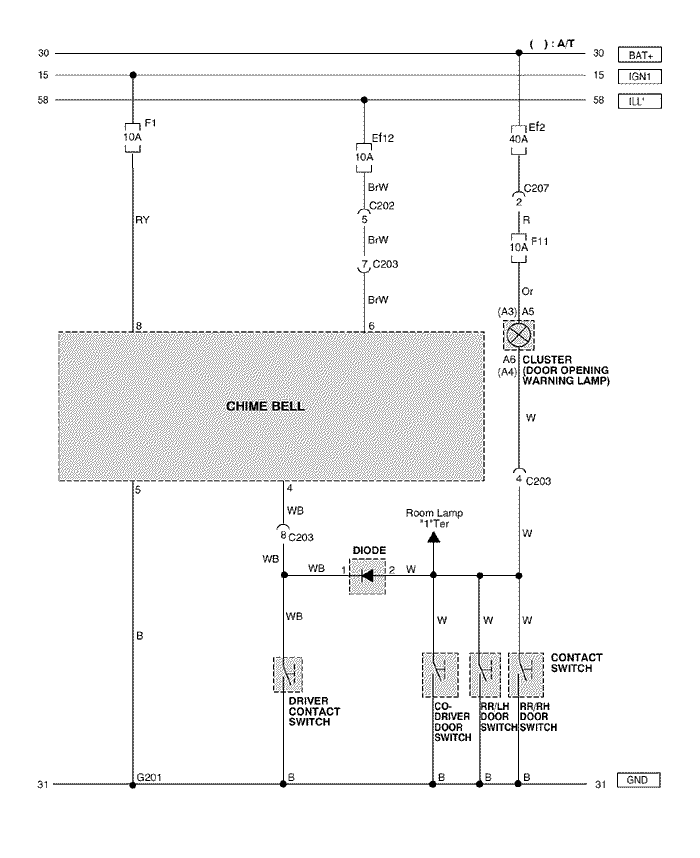 ( ) : A/T
30 30 BAT+
15 15 IGN1
58 58 ILL'
F1
10A
Ef12
10A
Ef2
40A
BrW
C202
5
C207
2
RY
R
BrW
10A F11
7 C203
BrW
Or
(A3) A5
8
6
A6
(A4)
CLUSTER
(DOOR OPENING
WARNING LAMP)
CHIME BELL
W
4 C203
5
4
WB
Room Lamp
"1"Ter
8 C203
W
DIODE
WB
WB 1 2 W
WB
W W W
B
CONTACT
SWITCH
DRIVER
CONTACT
SWITCH
CO-
DRIVER
DOOR
SWITCH
RR/LH
DOOR
SWITCH
RR/RH
DOOR
SWITCH
G201 B B B B
31 31 GND